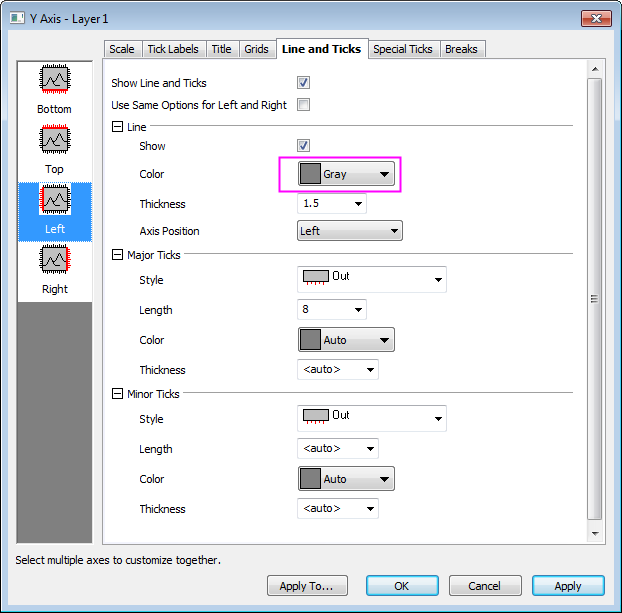 Y Axis - Layer1
Scale Tick Labels Title Grids Line and Ticks Special Ticks Breaks
Bottom
Top
Left
Right
Show Line and Ticks
Use Same Options for Left and Right
Line
Show
Color Gray
Thickness 1.5
Axis Position Left
Major Ticks
Style Out
Length 8
Color Auto
Thickness <auto>
Minor Ticks
Style Out
Length <auto>
Color Auto
Thickness <auto>
Select multiple axes to customize together.
Apply To... OK Cancel Apply